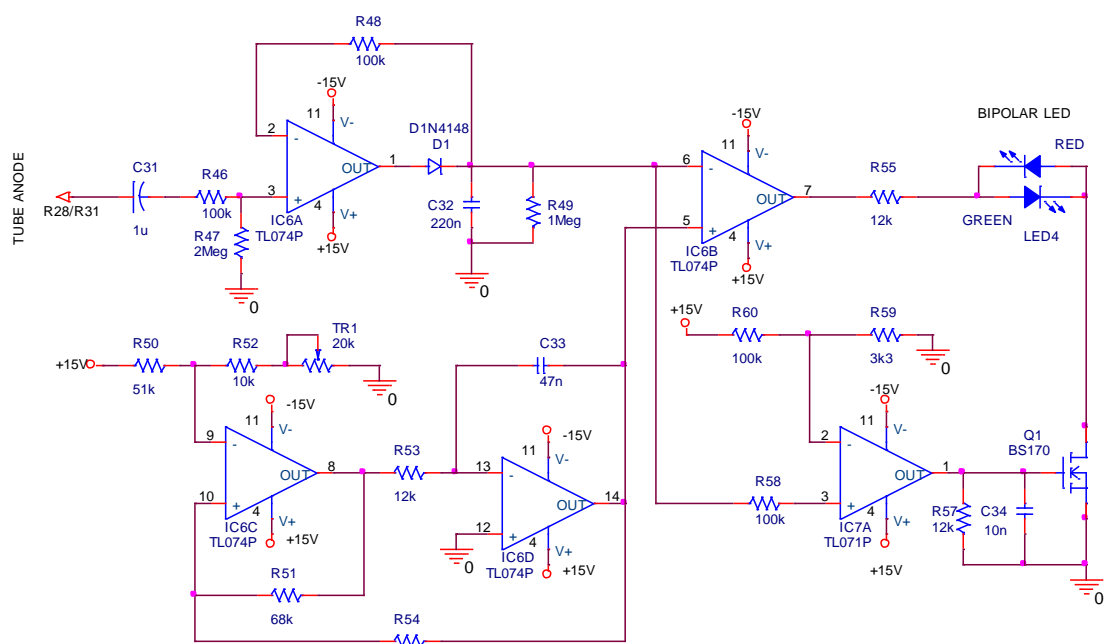 R48
100k
-15V
11
V-
2
-
OUT
1
3
+
4
V+
IC6A
TL074P
+15V
D1N4148
D1
TUBE ANODE
R28/R31
C31
1u
R46
100k
R47
2Meg
0
C32
220n
R49
1Meg
0
-15V
11
V-
6
-
OUT
7
5
+
4
V+
IC6B
TL074P
+15V
R55
12k
BIPOLAR LED
RED
GREEN
LED4
+15V
R50
51k
R52
10k
TR1
20k
0
C33
47n
+15V
R60
100k
R59
3k3
0
-15V
11
V-
9
-
OUT
8
10
+
4
V+
IC6C
TL074P
+15V
R53
12k
-15V
11
V-
13
-
OUT
14
12
+
4
V+
IC6D
TL074P
+15V
0
R51
68k
R54
R58
100k
-15V
11
V-
2
-
OUT
1
3
+
4
V+
IC7A
TL071P
+15V
R57
12k
C34
10n
Q1
BS170
0